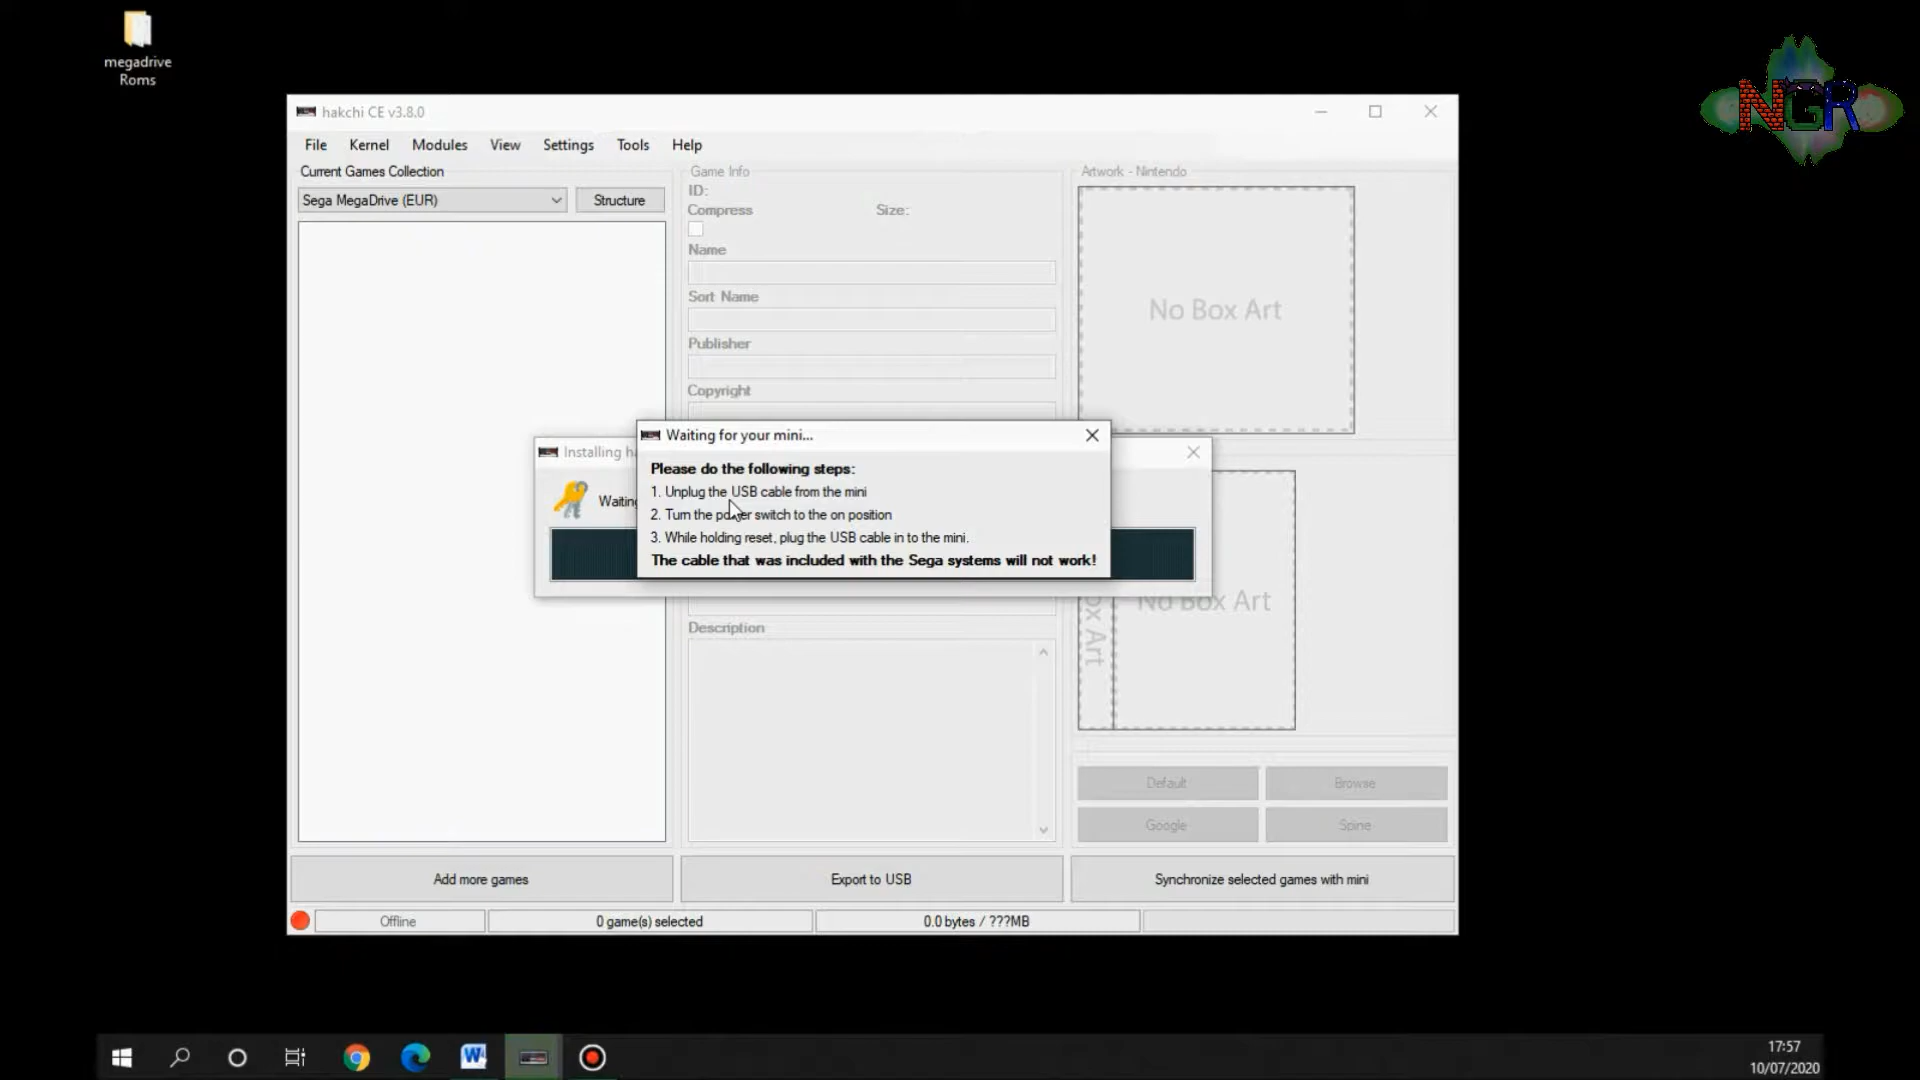 megadrive
Roms
NGR
hakchi CE v3.8.0
File Kernel Modules View Settings Tools Help
Current Games Collection
Sega MegaDrive (EUR)
Structure
Game Info
ID:
Compress Size:
Name
Sort Name
Publisher
Copyright
Description
Artwork - Nintendo
No Box Art
No Box Art
ox Art
Installing h
Waiting
Waiting for your mini...
Please do the following steps:
1. Unplug the USB cable from the mini
2. Turn the power switch to the on position
3. While holding reset, plug the USB cable in to the mini.
The cable that was included with the Sega systems will not work!
Default Browse
Google Spine
Add more games
Export to USB
Synchronize selected games with mini
Offline
0 game(s) selected
0.0 bytes / ???MB
17:57
10/07/2020